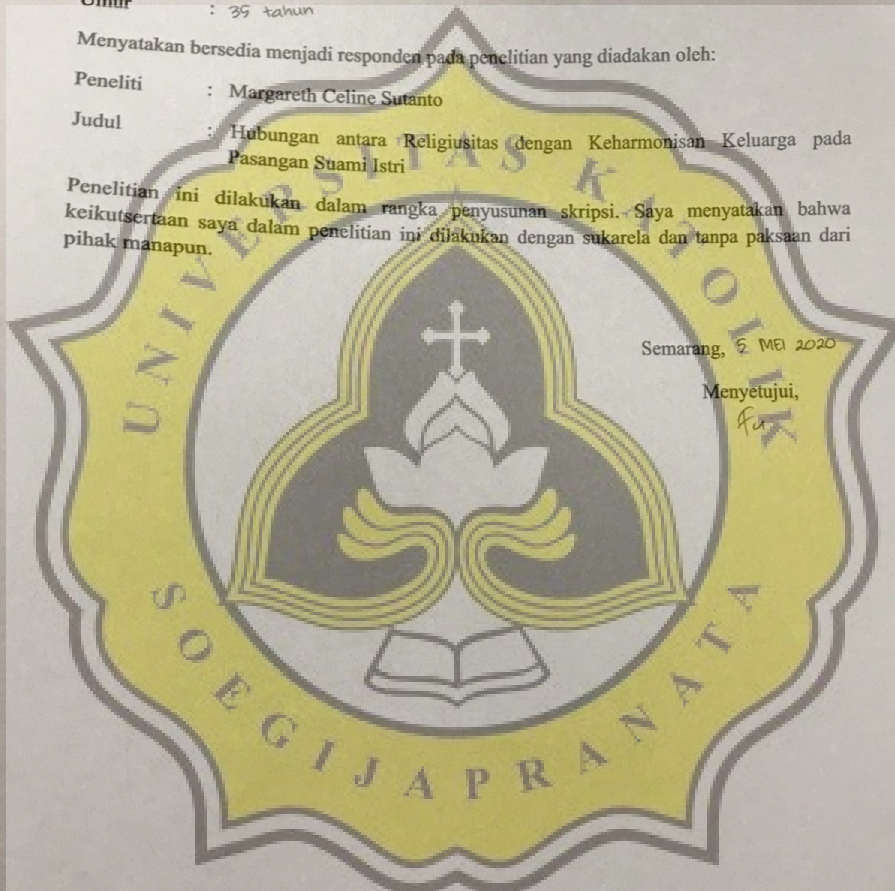 Umur : 35 tahun
Menyatakan bersedia menjadi responden pada penelitian yang diadakan oleh:
Peneliti : Margareth Celine Sutanto
Judul : Hubungan antara Religiusitas dengan Keharmonisan Keluarga pada
Pasangan Suami Istri
Penelitian ini dilakukan dalam rangka penyusunan skripsi. Saya menyatakan bahwa
keikutsertaan saya dalam penelitian ini dilakukan dengan sukarela dan tanpa paksaan dari
pihak manapun.
Semarang, 5 MEI 2020
Menyetujui,
UNIVERSITAS KATOLIK
SOEGIJAPRANATA